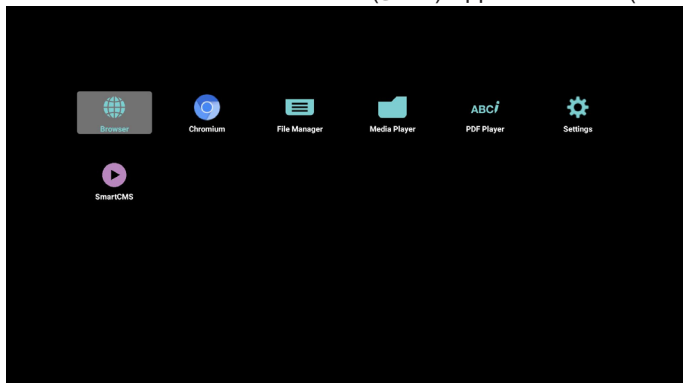 Browser
Chromium
File Manager
Media Player
ABCi
PDF Player
Settings
SmartCMS